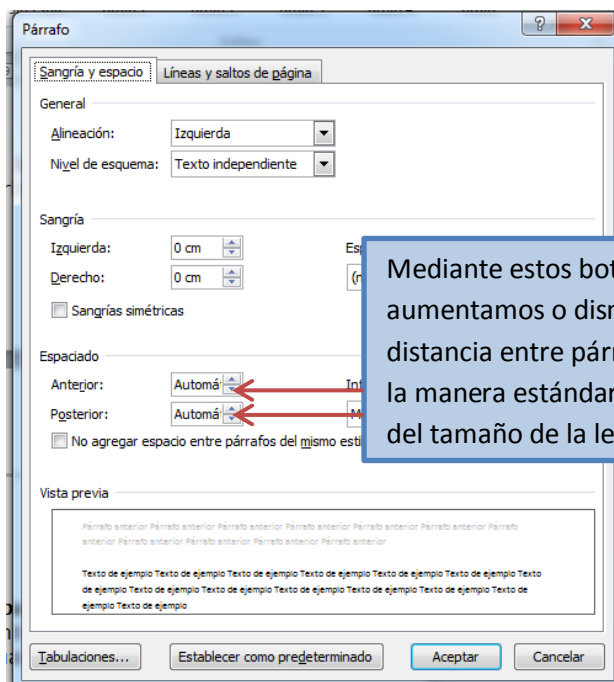 Párrafo
Sangría y espacio Líneas y saltos de página
General
Alineación: Izquierda
Nivel de esquema: Texto independiente
Sangría
Izquierda: 0 cm
Derecho: 0 cm
Sangrías simétricas
Mediante estos
aumentamos o
distancia entre
la manera
del tamaño de la
Espaciado
Anterior: Automá
Posterior: Automá
No agregar espacio entre párrafos del mismo
Vista previa
Párrafo anterior Párrafo anterior Párrafo anterior Párrafo anterior Párrafo anterior Párrafo anterior Párrafo
anterior Párrafo anterior Párrafo anterior Párrafo anterior Párrafo anterior
Texto de ejemplo Texto de ejemplo Texto de ejemplo Texto de ejemplo Texto de ejemplo Texto de ejemplo Texto
de ejemplo Texto de ejemplo Texto de ejemplo Texto de ejemplo Texto de ejemplo Texto de ejemplo Texto de
ejemplo Texto de ejemplo
Tabulaciones... Establecer como predeterminado Aceptar Cancelar